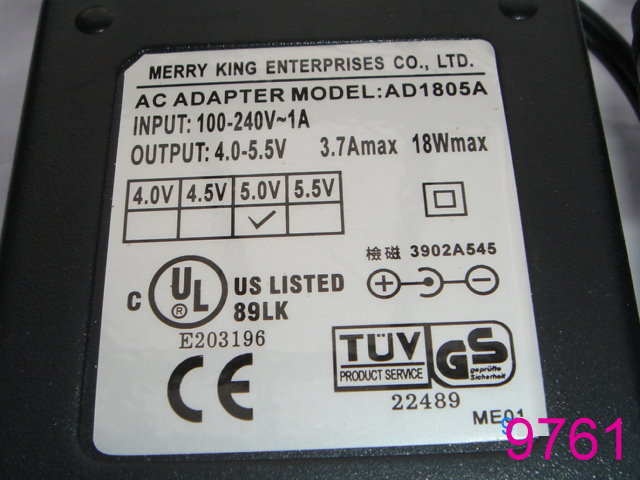 MERRY KING ENTERPRISES CO., LTD.
AC ADAPTER MODEL:AD1805A
INPUT: 100-240V~1A
OUTPUT: 4.0-5.5V 3.7Amax 18Wmax
4.0V 4.5V 5.0V 5.5V
✓
檢磁 3902A545
C UL ® US LISTED
89LK
E203196
CE
TÜV
PRODUCT SERVICE
GS
geprüfte
Sicherheit
22489
ME01
9761